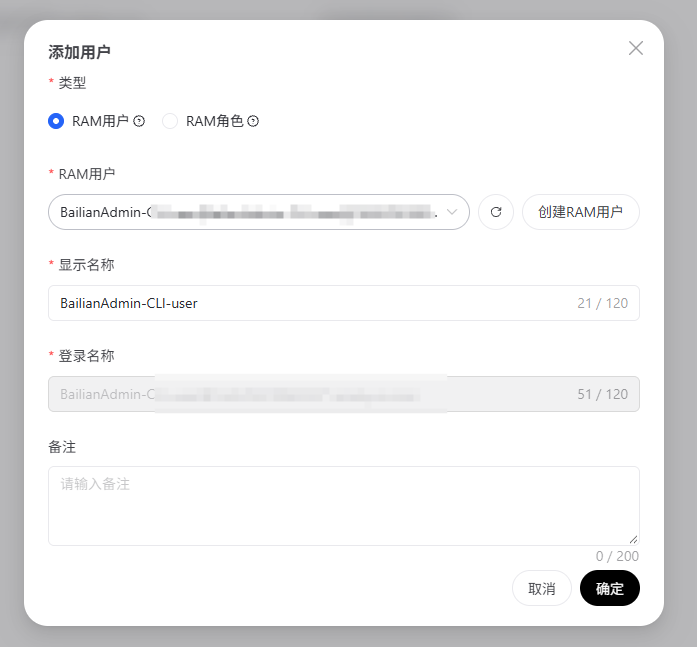 添加用户
* 类型
RAM用户 RAM角色
* RAM用户
BailianAdmin-C . 创建RAM用户
* 显示名称
BailianAdmin-CLI-user 21 / 120
* 登录名称
BailianAdmin-C 51 / 120
备注
请输入备注
0 / 200
取消 确定